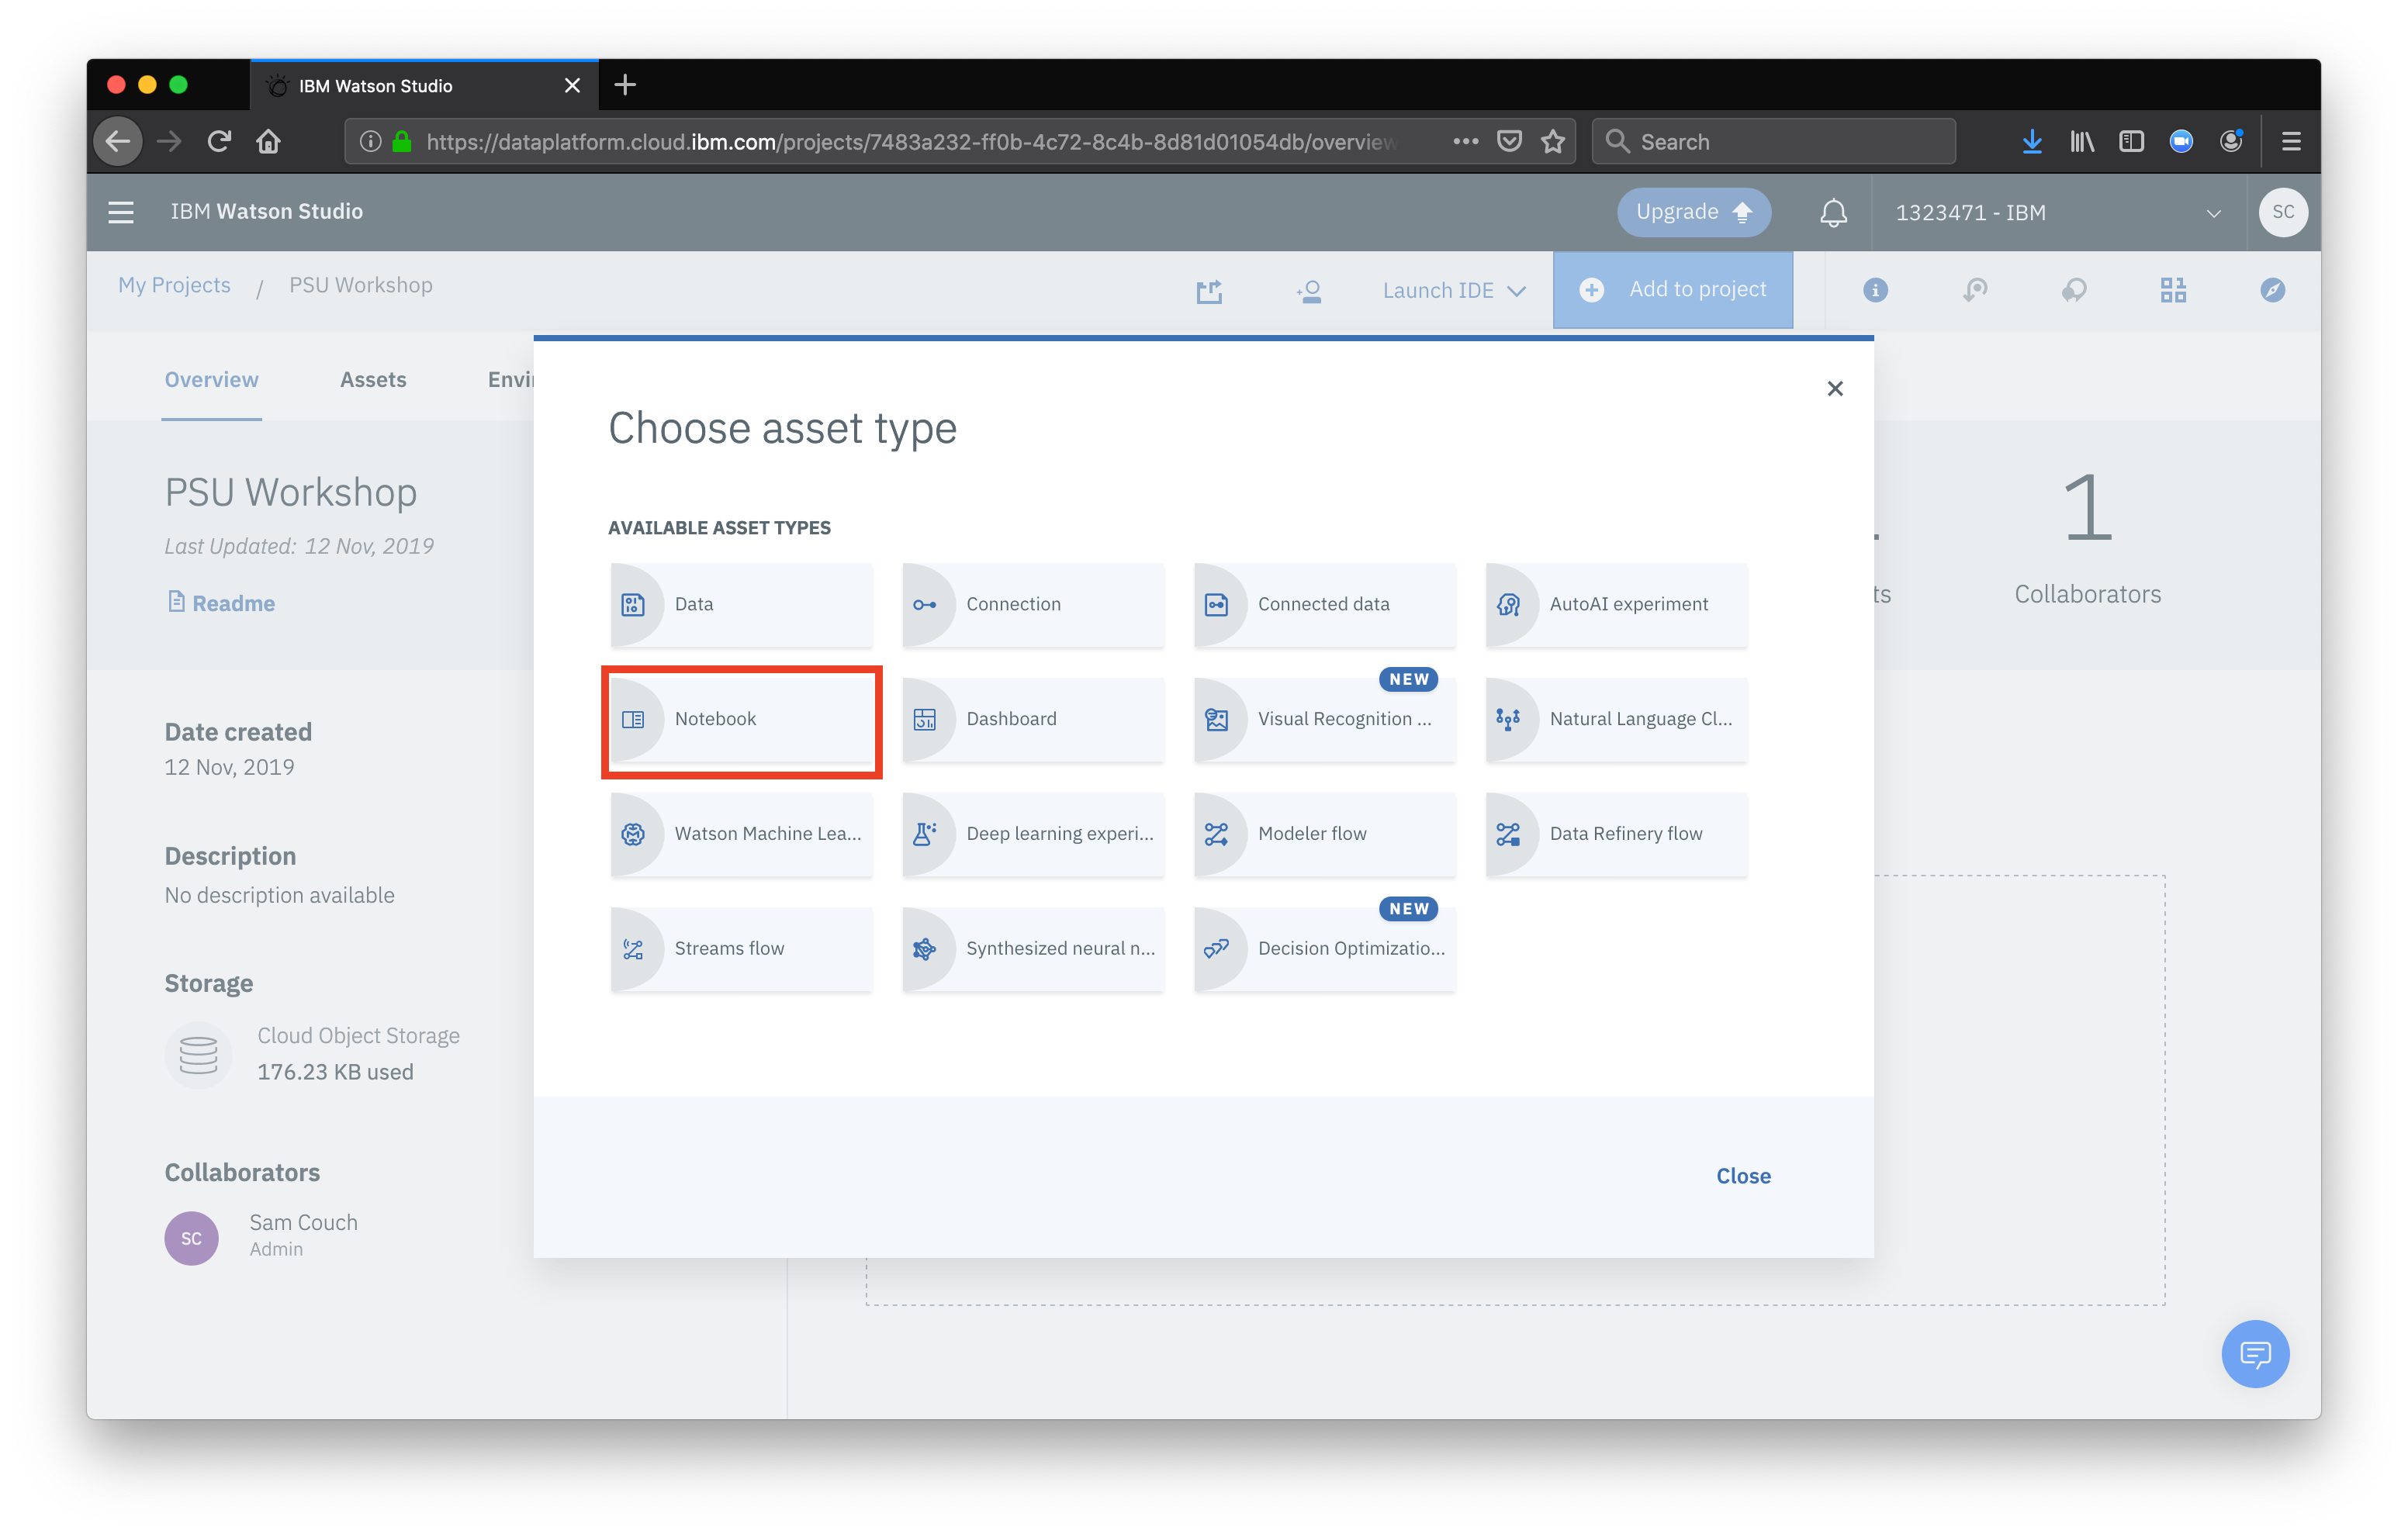 IBM Watson Studio
https://dataplatform.cloud.ibm.com/projects/7483a232-ff0b-4c72-8c4b-8d81d01054db/overview
Search
IBM Watson Studio
Upgrade
1323471 - IBM
SC
My Projects / PSU Workshop
Launch IDE
Add to project
Overview
Assets
Envi
Choose asset type
PSU Workshop
Last Updated: 12 Nov, 2019
Readme
1
Collaborators
ts
AVAILABLE ASSET TYPES
Data
Connection
Connected data
AutoAI experiment
Notebook
Dashboard
NEW
Visual Recognition ...
Natural Language Cl...
Watson Machine Lea...
Deep learning experi...
Modeler flow
Data Refinery flow
Streams flow
Synthesized neural n...
NEW
Decision Optimizatio...
Close
Date created
12 Nov, 2019
Description
No description available
Storage
Cloud Object Storage
176.23 KB used
Collaborators
SC
Sam Couch
Admin